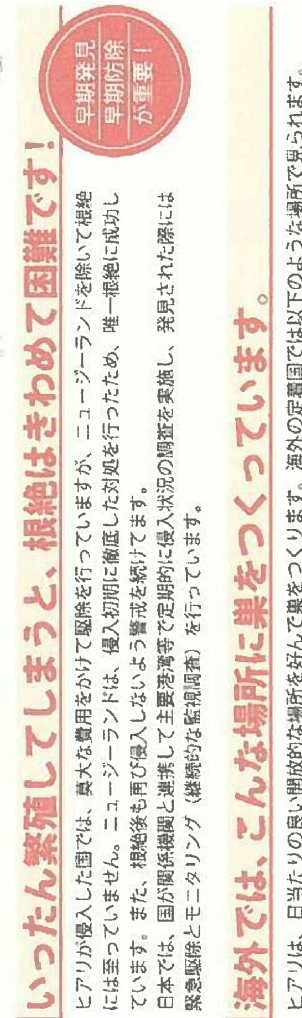 いったん繁殖してしまうと、根絶はきわめて困難です!
早期発見
早期防除
が重要!
ヒアリが侵入した国では、莫大な費用をかけて駆除を行っていますが、ニュージーランドを除いて根絶
には至っていません。ニュージーランドは、侵入初期に徹底した対処を行ったため、唯一根絶に成功し
ています。また、根絶後も再び侵入しないよう警戒を続けてます。
日本では、国が関係機関と連携して主要港湾等で定期的に侵入状況の調査を実施し、発見された際には
緊急駆除とモニタリング（継続的な監視調査）を行っています。
海外では、こんな場所に巣をつくっています。
ヒアリは、日当たりの良い開放的な場所を好んで巣をつくります。海外の定着国では以下のような場所で見られます。